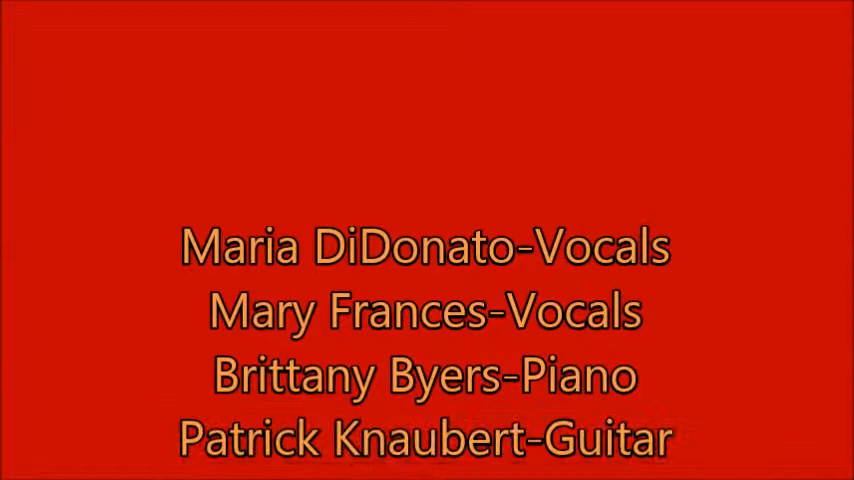 Maria DiDonato-Vocals
Mary Frances-Vocals
Brittany Byers-Piano
Patrick Knaubert-Guitar